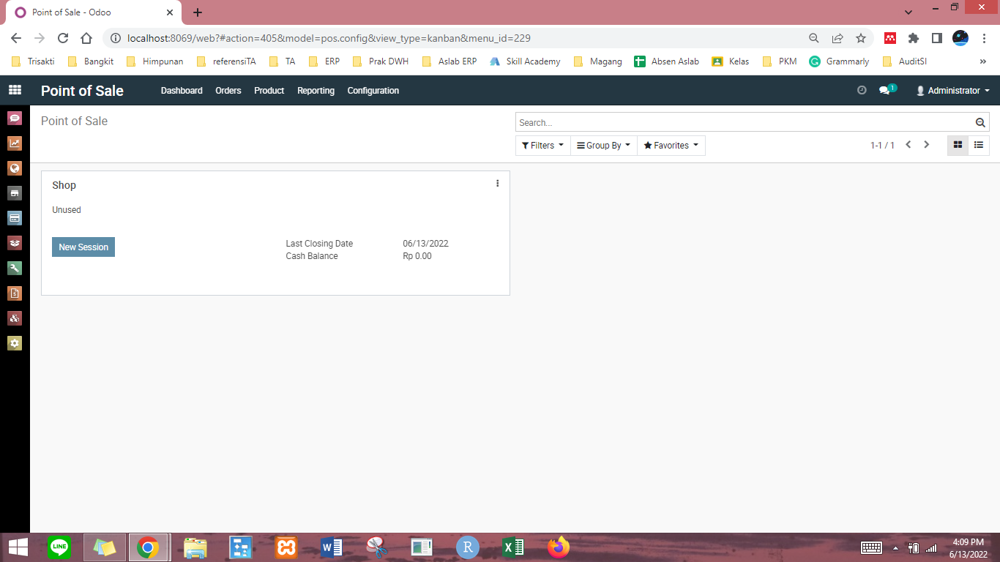 Point of Sale - Odoo
localhost:8069/web?#action=405&model=pos.config&view_type=kanban&menu_id=229
Trisakti Bangkit Himpunan referensiTA TA ERP Prak DWH Aslab ERP Skill Academy Magang Absen Aslab Kelas PKM Grammarly AuditSI »
Point of Sale Dashboard Orders Product Reporting Configuration 1 Administrator
Point of Sale
Search...
Filters Group By Favorites 1-1 / 1
Shop
Unused
New Session
Last Closing Date 06/13/2022
Cash Balance Rp 0.00
LINE
4:09 PM
6/13/2022